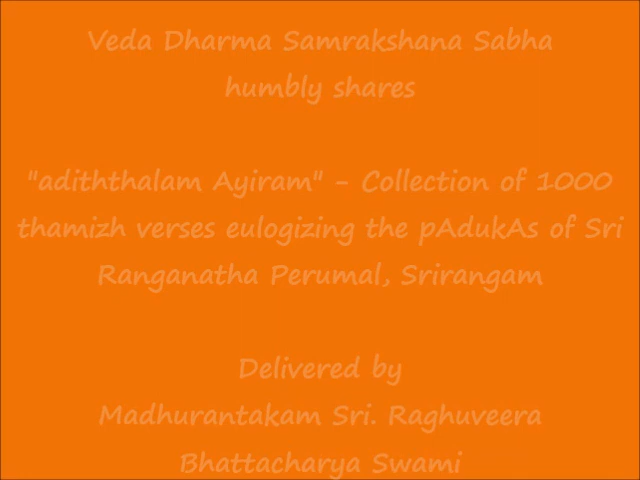 Veda Dharma Samrakshana Sabha
humbly shares
"adiththalam Ayiram" - Collection of 1000
thamizh verses eulogizing the pAdukAs of Sri
Ranganatha Perumal, Srirangam
Delivered by
Madhurantakam Sri. Raghuveera
Bhattacharya Swami